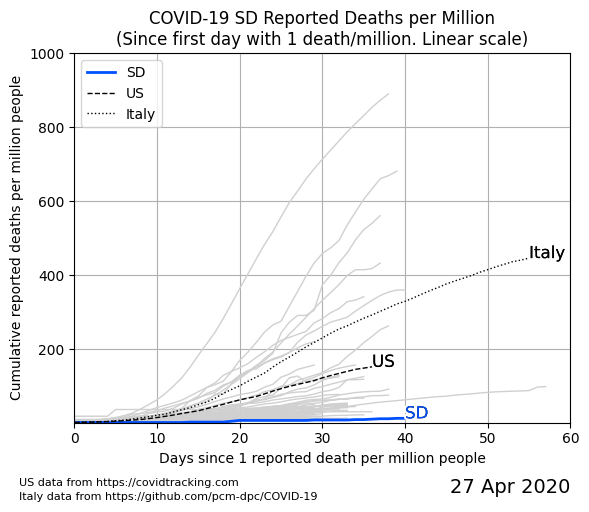 COVID-19 SD Reported Deaths per Million
(Since first day with 1 death/million. Linear scale)
Cumulative reported deaths per million people
1000
800
600
400
200
SD
US
Italy
Italy
US
SD
0
10
20
30
40
50
60
Days since 1 reported death per million people
US data from https://covidtracking.com
Italy data from https://github.com/pcm-dpc/COVID-19
27 Apr 2020